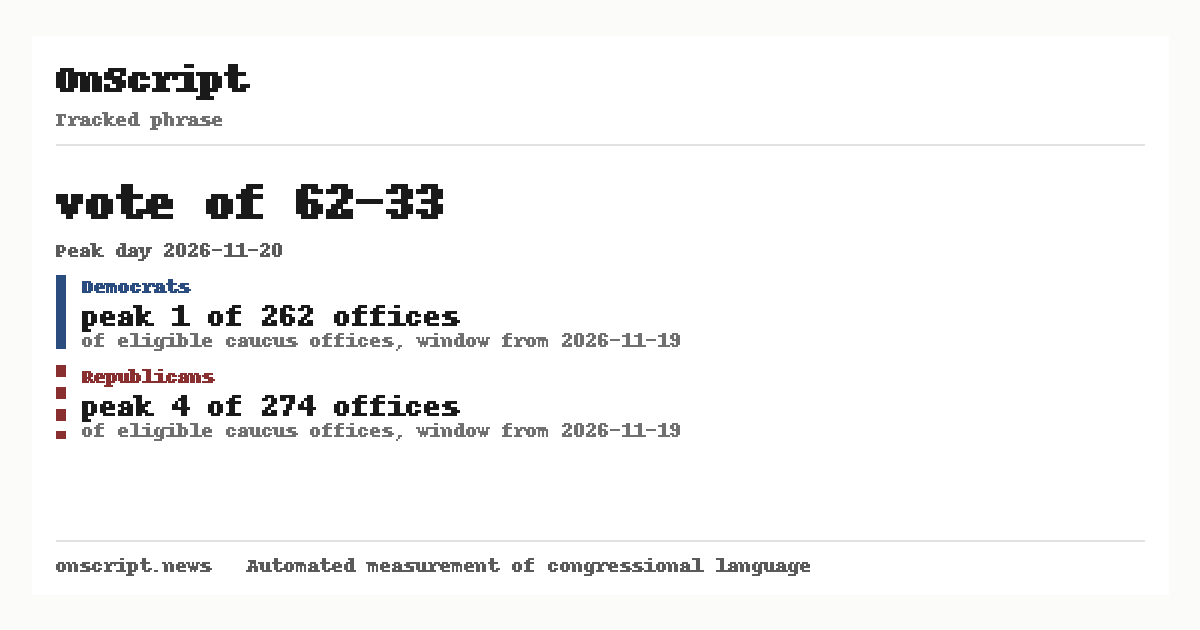 OnScript
Tracked phrase
vote of 62-33
Peak day 2026-11-20
Democrats
peak 1 of 262 offices
of eligible caucus offices, window from 2026-11-19
Republicans
peak 4 of 274 offices
of eligible caucus offices, window from 2026-11-19
onscript.news Automated measurement of congressional language